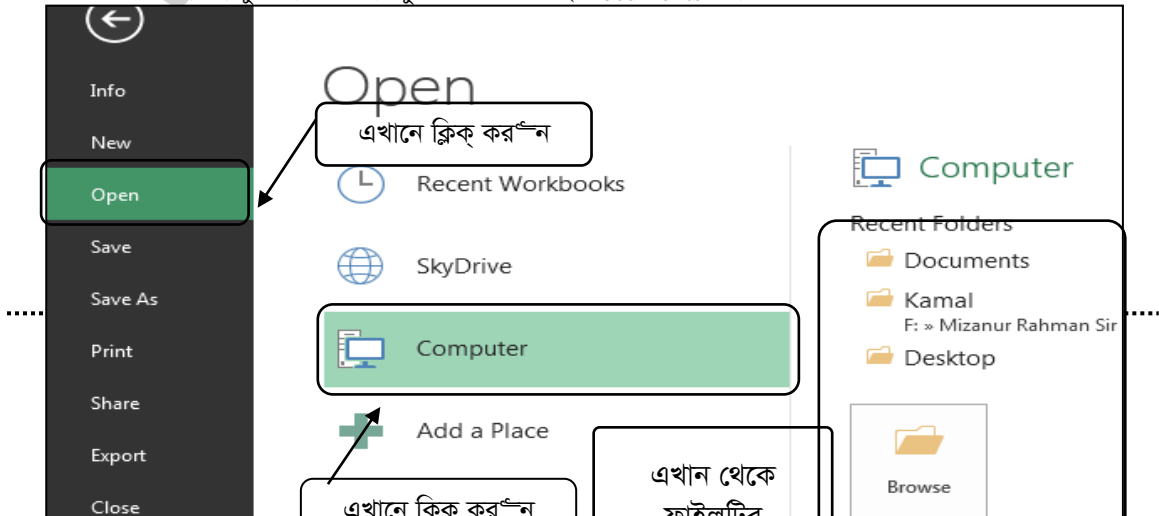 Info
New
Open
Save
Save As
Print
Share
Export
Close
Open
এখানে ক্লিক্ করুন
Recent Workbooks
SkyDrive
Computer
Add a Place
এখানে ক্লিক্ করুন
এখান থেকে
ফাইলটির
Computer
Recent Folders
Documents
Kamal
F: » Mizanur Rahman Sir
Desktop
Browse